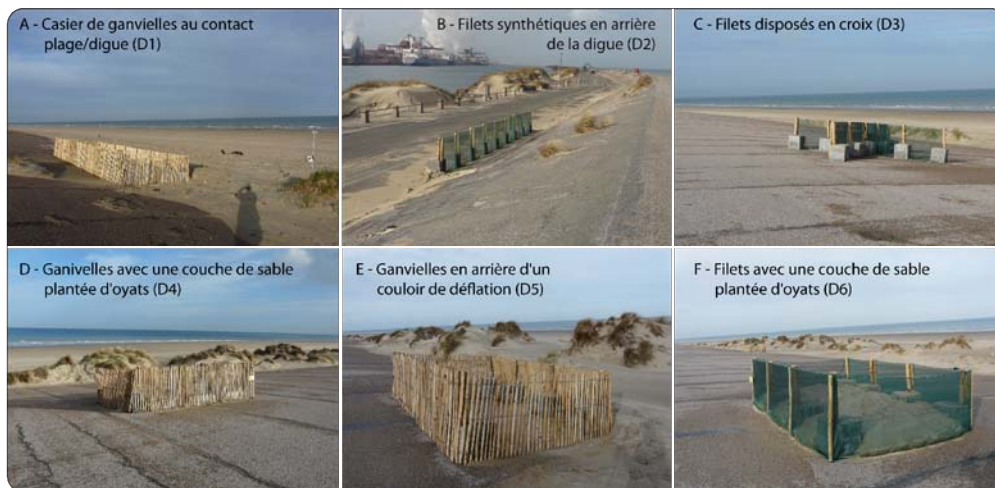 A - Casier de ganvielles au contact
plage/digue (D1)
B - Filets synthétiques en arrière
de la digue (D2)
C - Filets disposés en croix (D3)
D - Ganivelles avec une couche de sable
plantée d'oyats (D4)
E - Ganvielles en arrière d'un
couloir de déflation (D5)
F - Filets avec une couche de sable
plantée d'oyats (D6)